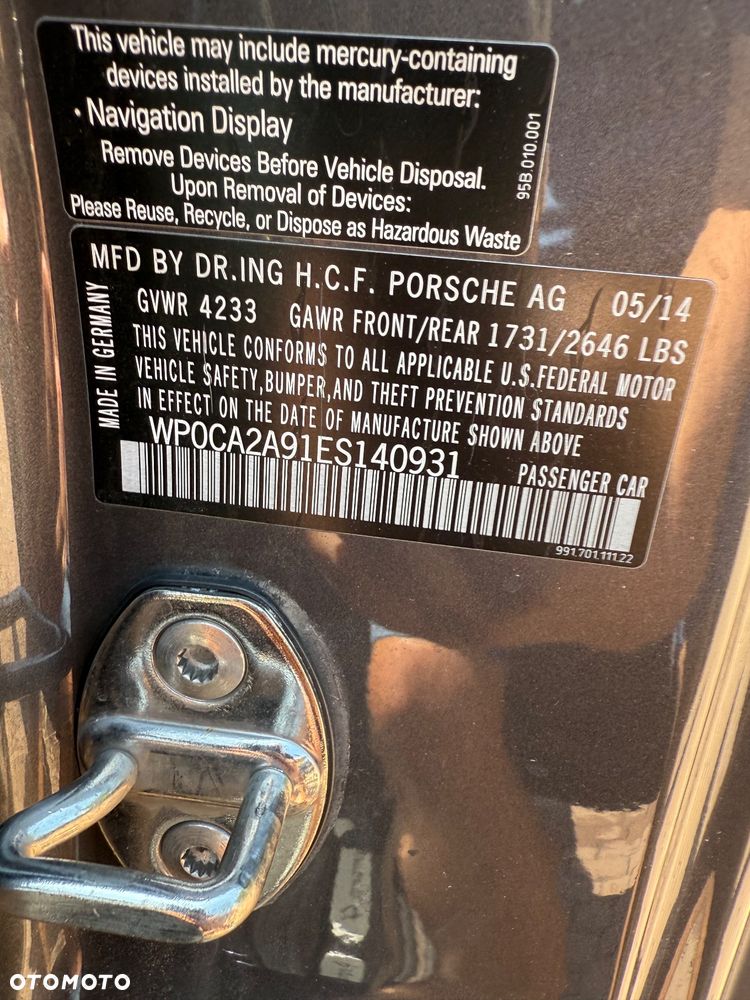 This vehicle may include mercury-containing
devices installed by the manufacturer:
· Navigation Display
Remove Devices Before Vehicle Disposal.
Upon Removal of Devices:
Please Reuse, Recycle, or Dispose as Hazardous Waste
95B.010.001
MFD BY DR.ING H.C.F. PORSCHE AG 05/14
GVWR 4233 GAWR FRONT/REAR 1731/2646 LBS
THIS VEHICLE CONFORMS TO ALL APPLICABLE U.S.FEDERAL MOTOR
VEHICLE SAFETY,BUMPER,AND THEFT PREVENTION STANDARDS
IN EFFECT ON THE DATE OF MANUFACTURE SHOWN ABOVE
MADE IN GERMANY
WP0CA2A91ES140931
PASSENGER CAR
991.701.111.22
OTOMOTO